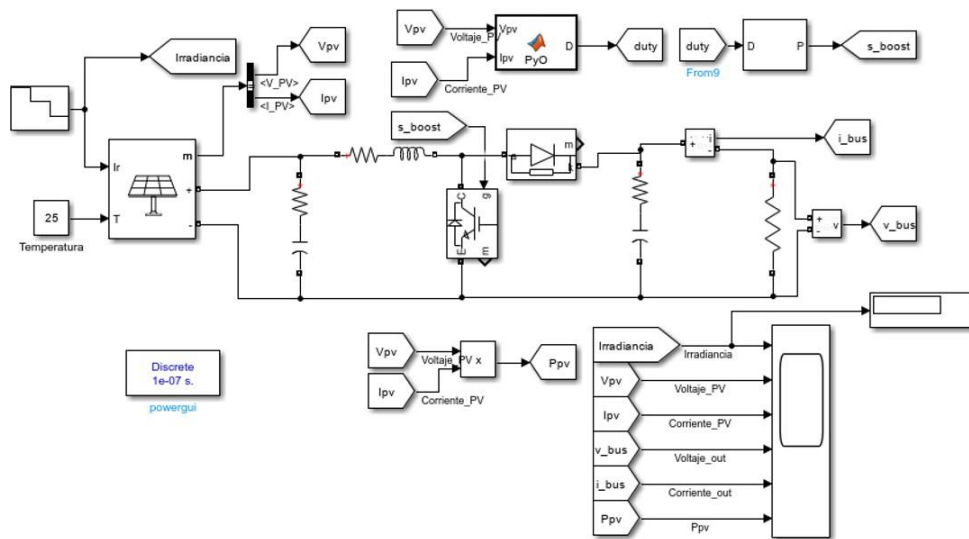 Irradiancia
Vpv
<V_PV>
Ipv
<I_PV>
Vpv
Voltaje_PV
Ipv
Corriente_PV
Vpv
Ipv
PyO
D
duty
duty
From9
D
P
s_boost
s_boost
Ir
T
m
+
-
25
Temperatura
g
C
E
m
a
k
m
+
i
-
i_bus
+
-
v
v_bus
Discrete
1e-07 s.
powergui
Vpv
Voltaje_PV
Ipv
Corriente_PV
x
Ppv
Irradiancia
Irradiancia
Vpv
Voltaje_PV
Ipv
Corriente_PV
v_bus
Voltaje_out
i_bus
Corriente_out
Ppv
Ppv